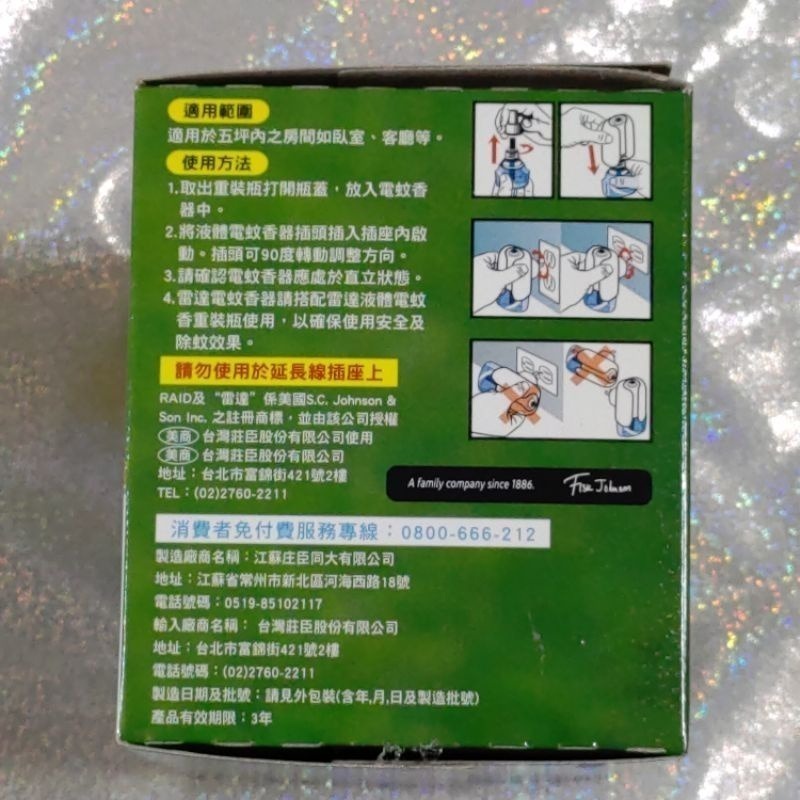 適用範圍
適用於五坪內之房間如臥室、客廳等。
使用方法
1.取出重裝瓶打開瓶蓋，放入電蚊香
器中。
2.將液體電蚊香器插頭插入插座內啟
動。插頭可90度轉動調整方向。
3.請確認電蚊香器應處於直立狀態。
4.雷達電蚊香器請搭配雷達液體電蚊
香重裝瓶使用，以確保使用安全及
除蚊效果。
請勿使用於延長線插座上
RAID及“雷達”係美國S.C. Johnson &
Son Inc. 之註冊商標，並由該公司授權
美商 台灣莊臣股份有限公司使用
美商 台灣莊臣股份有限公司
地址：台北市富錦街421號2樓
TEL：(02)2760-2211
A family company since 1886.
Fisk Johnson
消費者免付費服務專線：0800-666-212
製造廠商名稱：江蘇庄臣同大有限公司
地址：江蘇省常州市新北區河海西路18號
電話號碼：0519-85102117
輸入廠商名稱： 台灣莊臣股份有限公司
地址：台北市富錦街421號2樓
電話號碼：(02)2760-2211
製造日期及批號：請見外包裝(含年,月,日及製造批號)
產品有效期限：3年